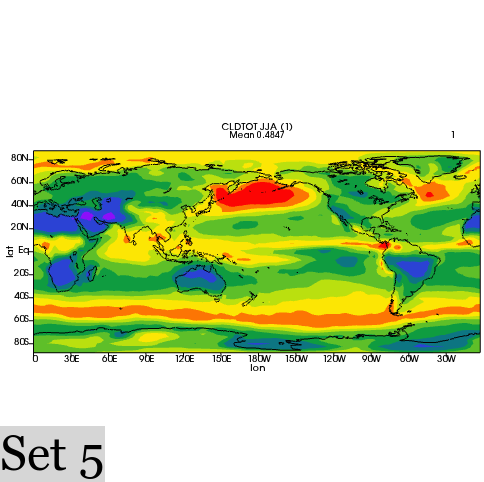 CLDTOT JJA (1)
Mean 0.4847 1
80N
60N
40N
20N
Eq
20S
40S
60S
80S
lat
0 30E 60E 90E 120E 150E 180W 150W 120W 90W 60W 30W
lon
Set 5